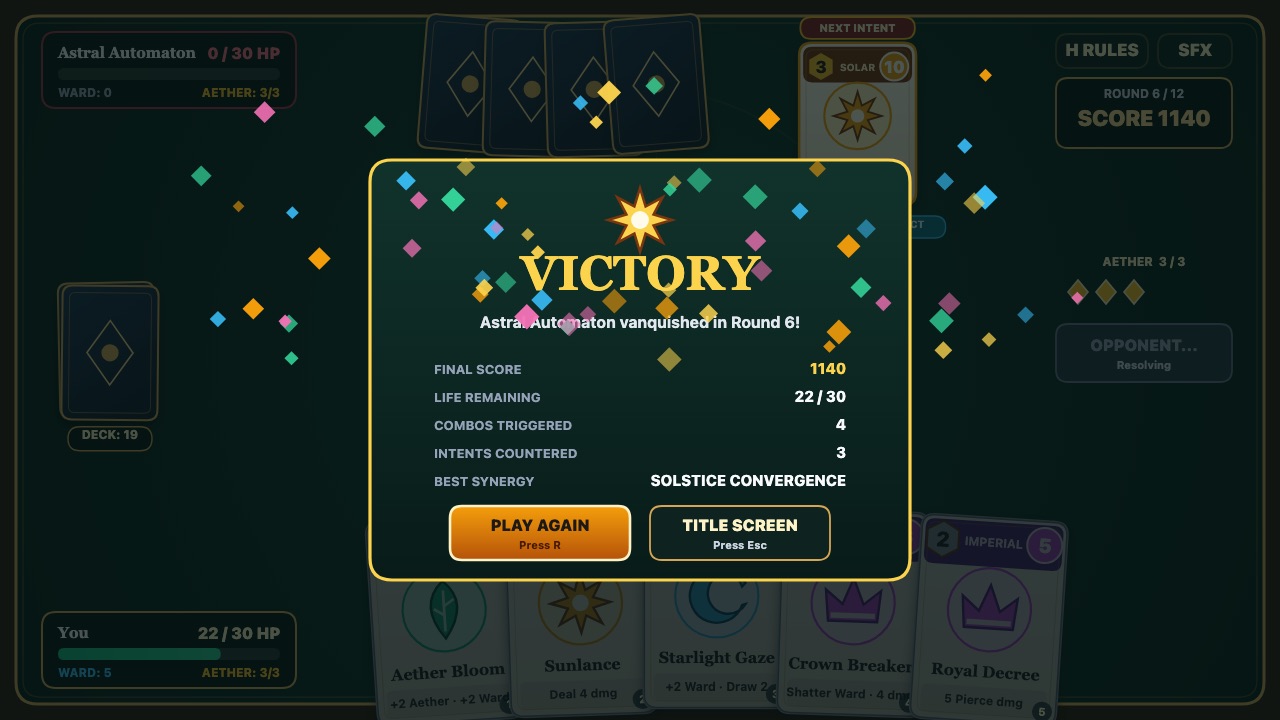 Astral Automaton 0 / 30 HP
WARD: 0 AETHER: 3/3
NEXT INTENT
3 SOLAR 10
H RULES SFX
ROUND 6 / 12
SCORE 1140
VICTORY
Astral Automaton vanquished in Round 6!
FINAL SCORE 1140
LIFE REMAINING 22 / 30
COMBOS TRIGGERED 4
INTENTS COUNTERED 3
BEST SYNERGY SOLSTICE CONVERGENCE
PLAY AGAIN
Press R
TITLE SCREEN
Press Esc
AETHER 3 / 3
OPPONENT...
Resolving
DECK: 19
You 22 / 30 HP
WARD: 5 AETHER: 3/3
Aether Bloom
+2 Aether · +2 Ward
Sunlance
Deal 4 dmg
Starlight Gaze
+2 Ward · Draw 2
Crown Breaker
Shatter Ward · 4 dm
2 IMPERIAL 5
Royal Decree
5 Pierce dmg
5